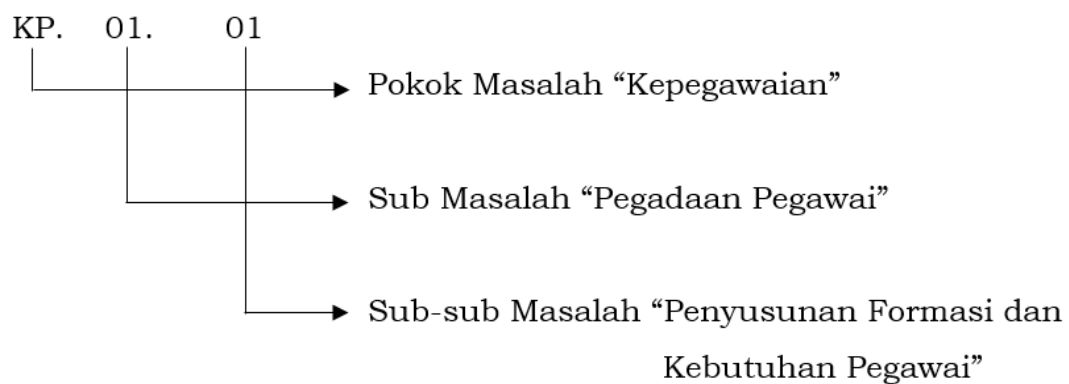 KP. 01. 01
Pokok Masalah “Kepegawaian”
Sub Masalah “Pegadaan Pegawai”
Sub-sub Masalah “Penyusunan Formasi dan
Kebutuhan Pegawai”